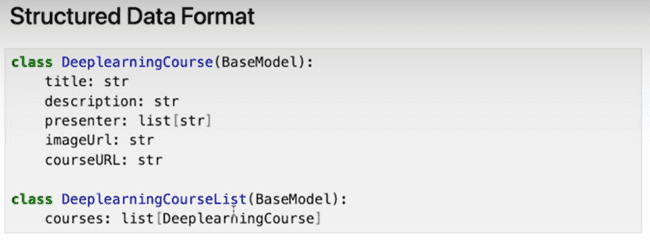 Structured Data Format
class DeeplearningCourse(BaseModel):
    title: str
    description: str
    presenter: list[str]
    imageUrl: str
    courseURL: str
class DeeplearningCourseList(BaseModel):
    courses: list[DeeplearningCourse]